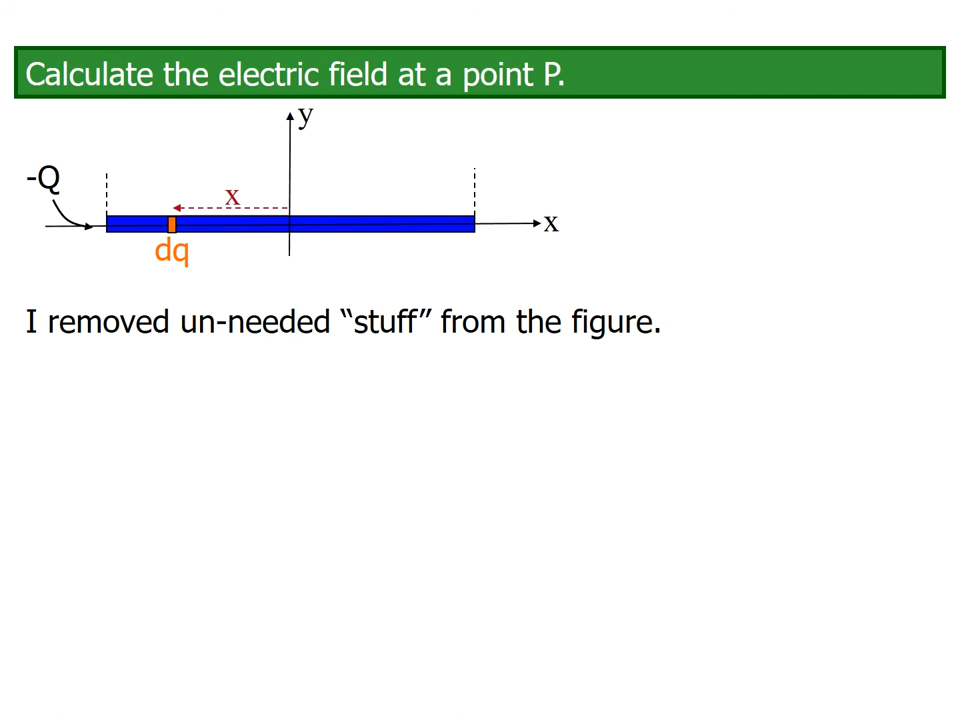 Calculate the electric field at a point P.
y
-Q
x
x
dq
I removed un-needed “stuff” from the figure.